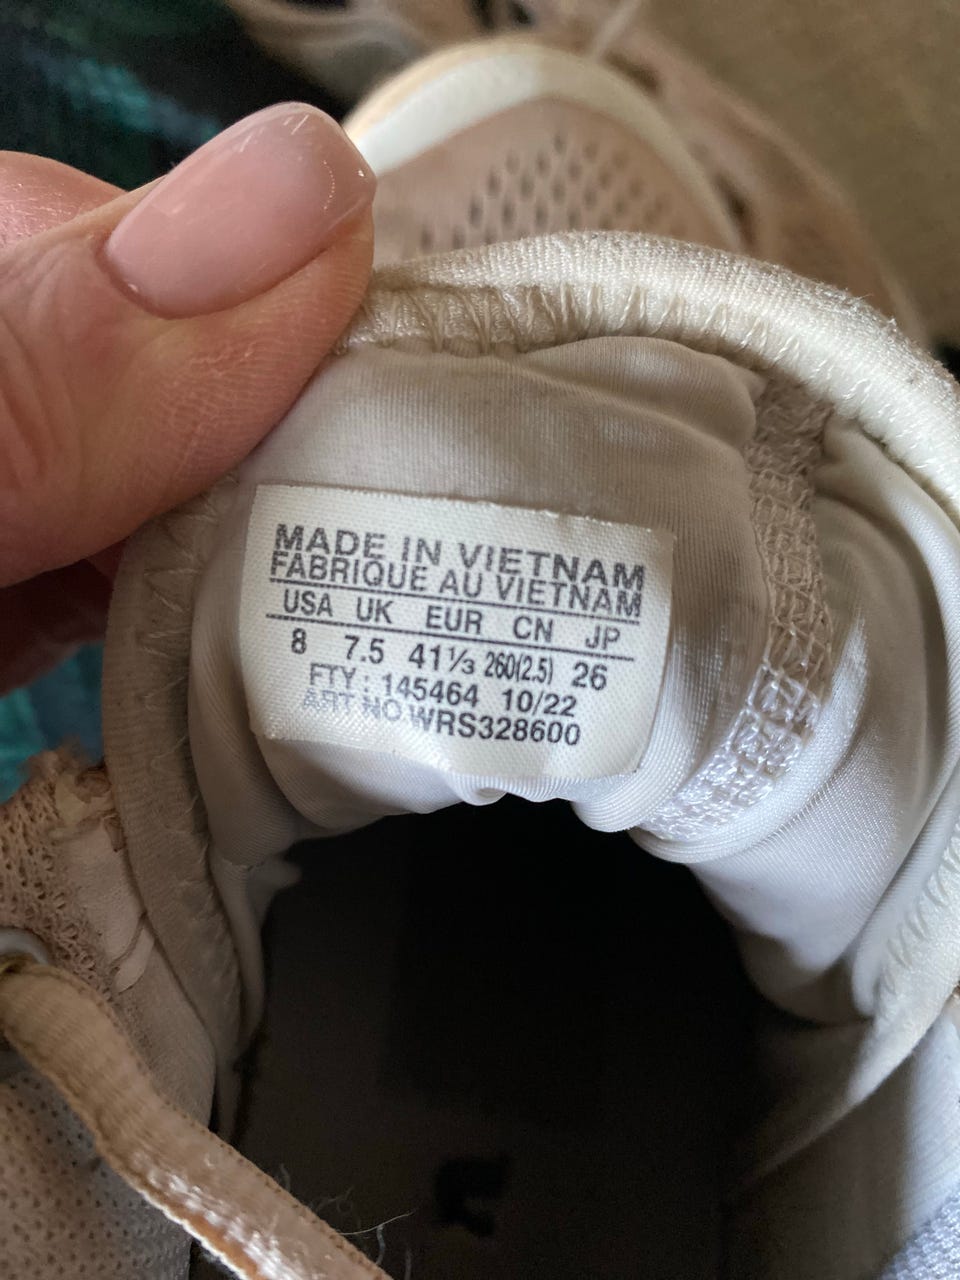 MADE IN VIETNAM
FABRIQUE AU VIETNAM
USA UK EUR CN JP
8 7.5 41⅓ 260(2.5) 26
FTY: 145464 10/22
ART NO WRS328600